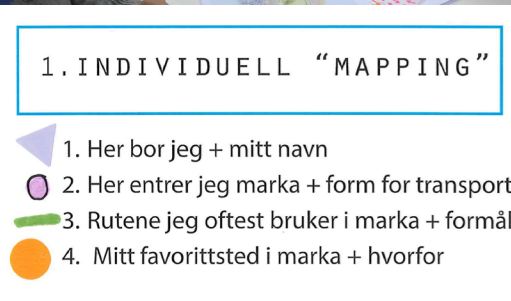 1. INDIVIDUELL “MAPPING”
1. Her bor jeg + mitt navn
2. Her entrer jeg marka + form for transport
3. Rutene jeg oftest bruker i marka + formål
4. Mitt favorittsted i marka + hvorfor